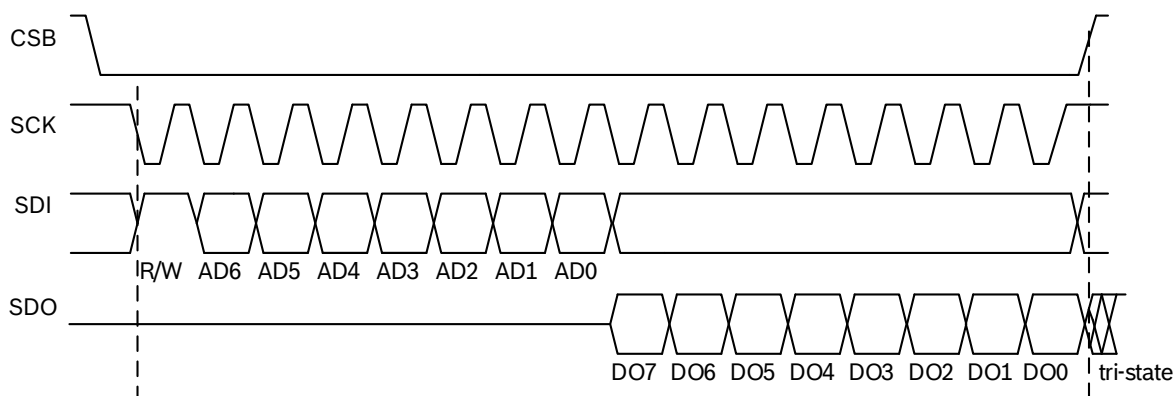 CSB
SCK
SDI
R/W AD6 AD5 AD4 AD3 AD2 AD1 AD0
SDO
DO7 DO6 DO5 DO4 DO3 DO2 DO1 DO0 tri-state